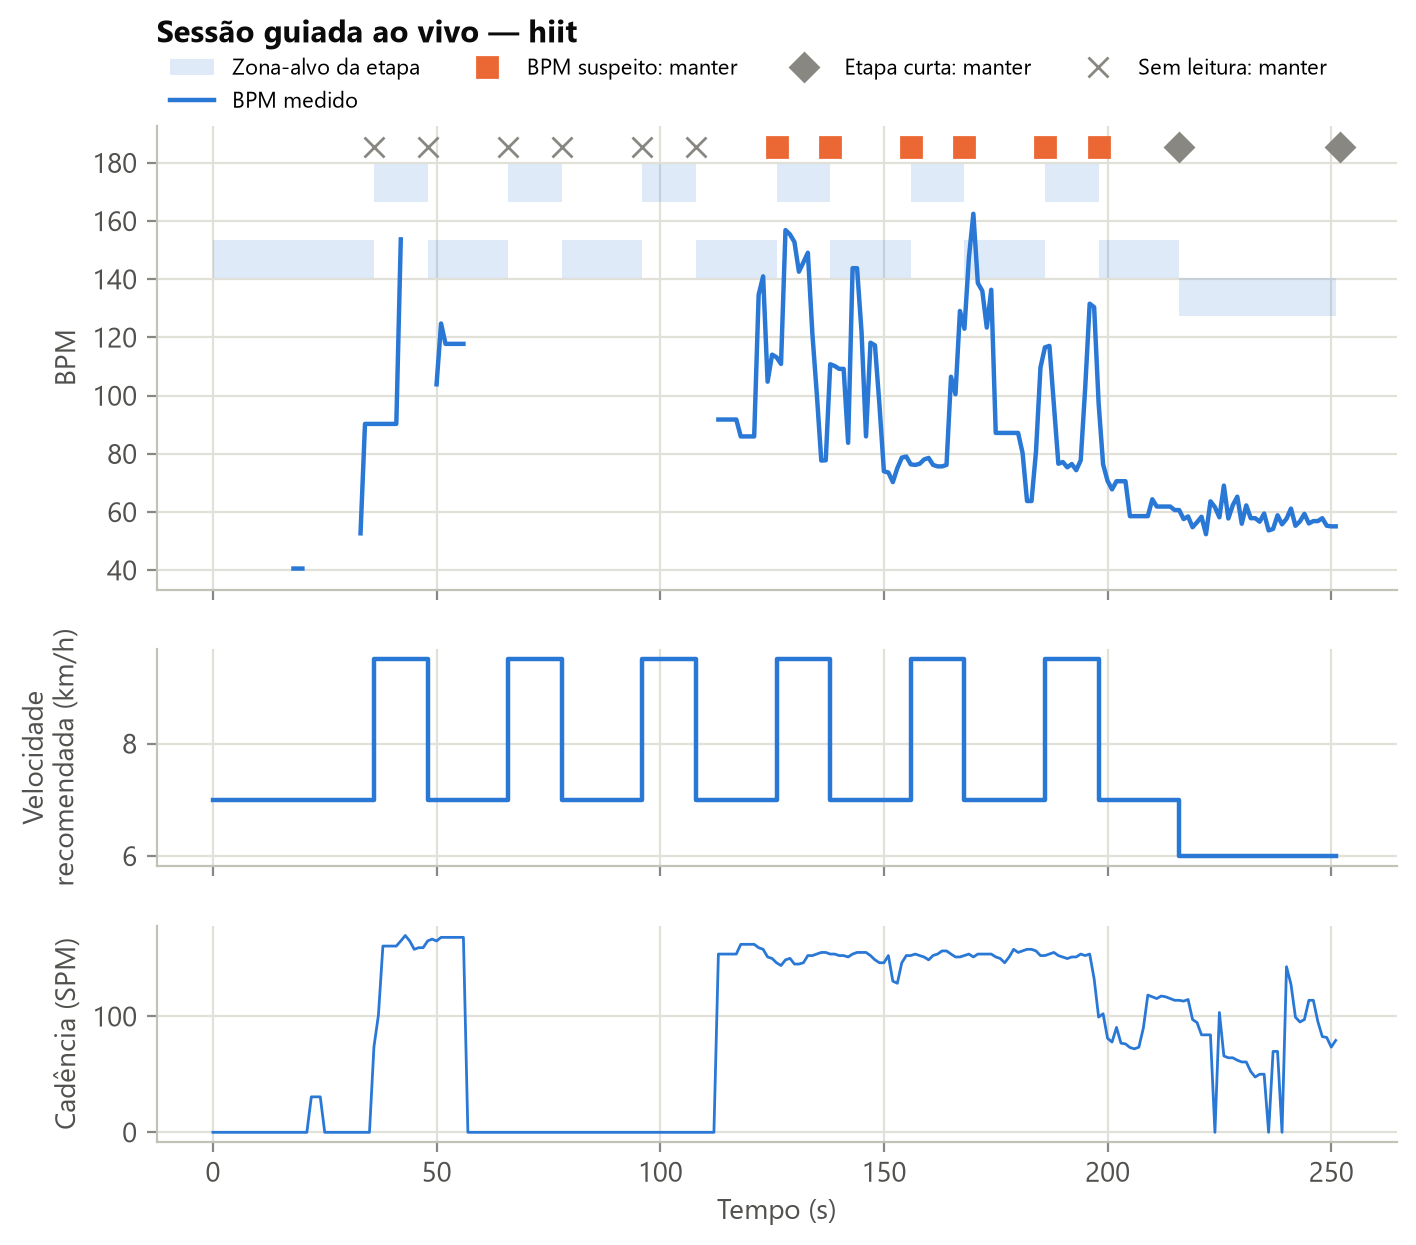 Sessão guiada ao vivo — hiit
Zona-alvo da etapa
BPM suspeito: manter
Etapa curta: manter
Sem leitura: manter
BPM medido
BPM
180
160
140
120
100
80
60
40
Velocidade
recomendada (km/h)
8
6
Cadência (SPM)
100
0
0 50 100 150 200 250
Tempo (s)